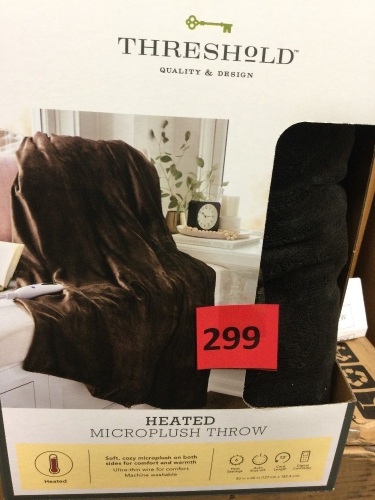 THRESHOLD™
QUALITY & DESIGN
299
HEATED
MICROPLUSH THROW
Soft, cozy microplush on both
sides for comfort and warmth
Ultra-thin wire for comfort
Machine washable
Heated